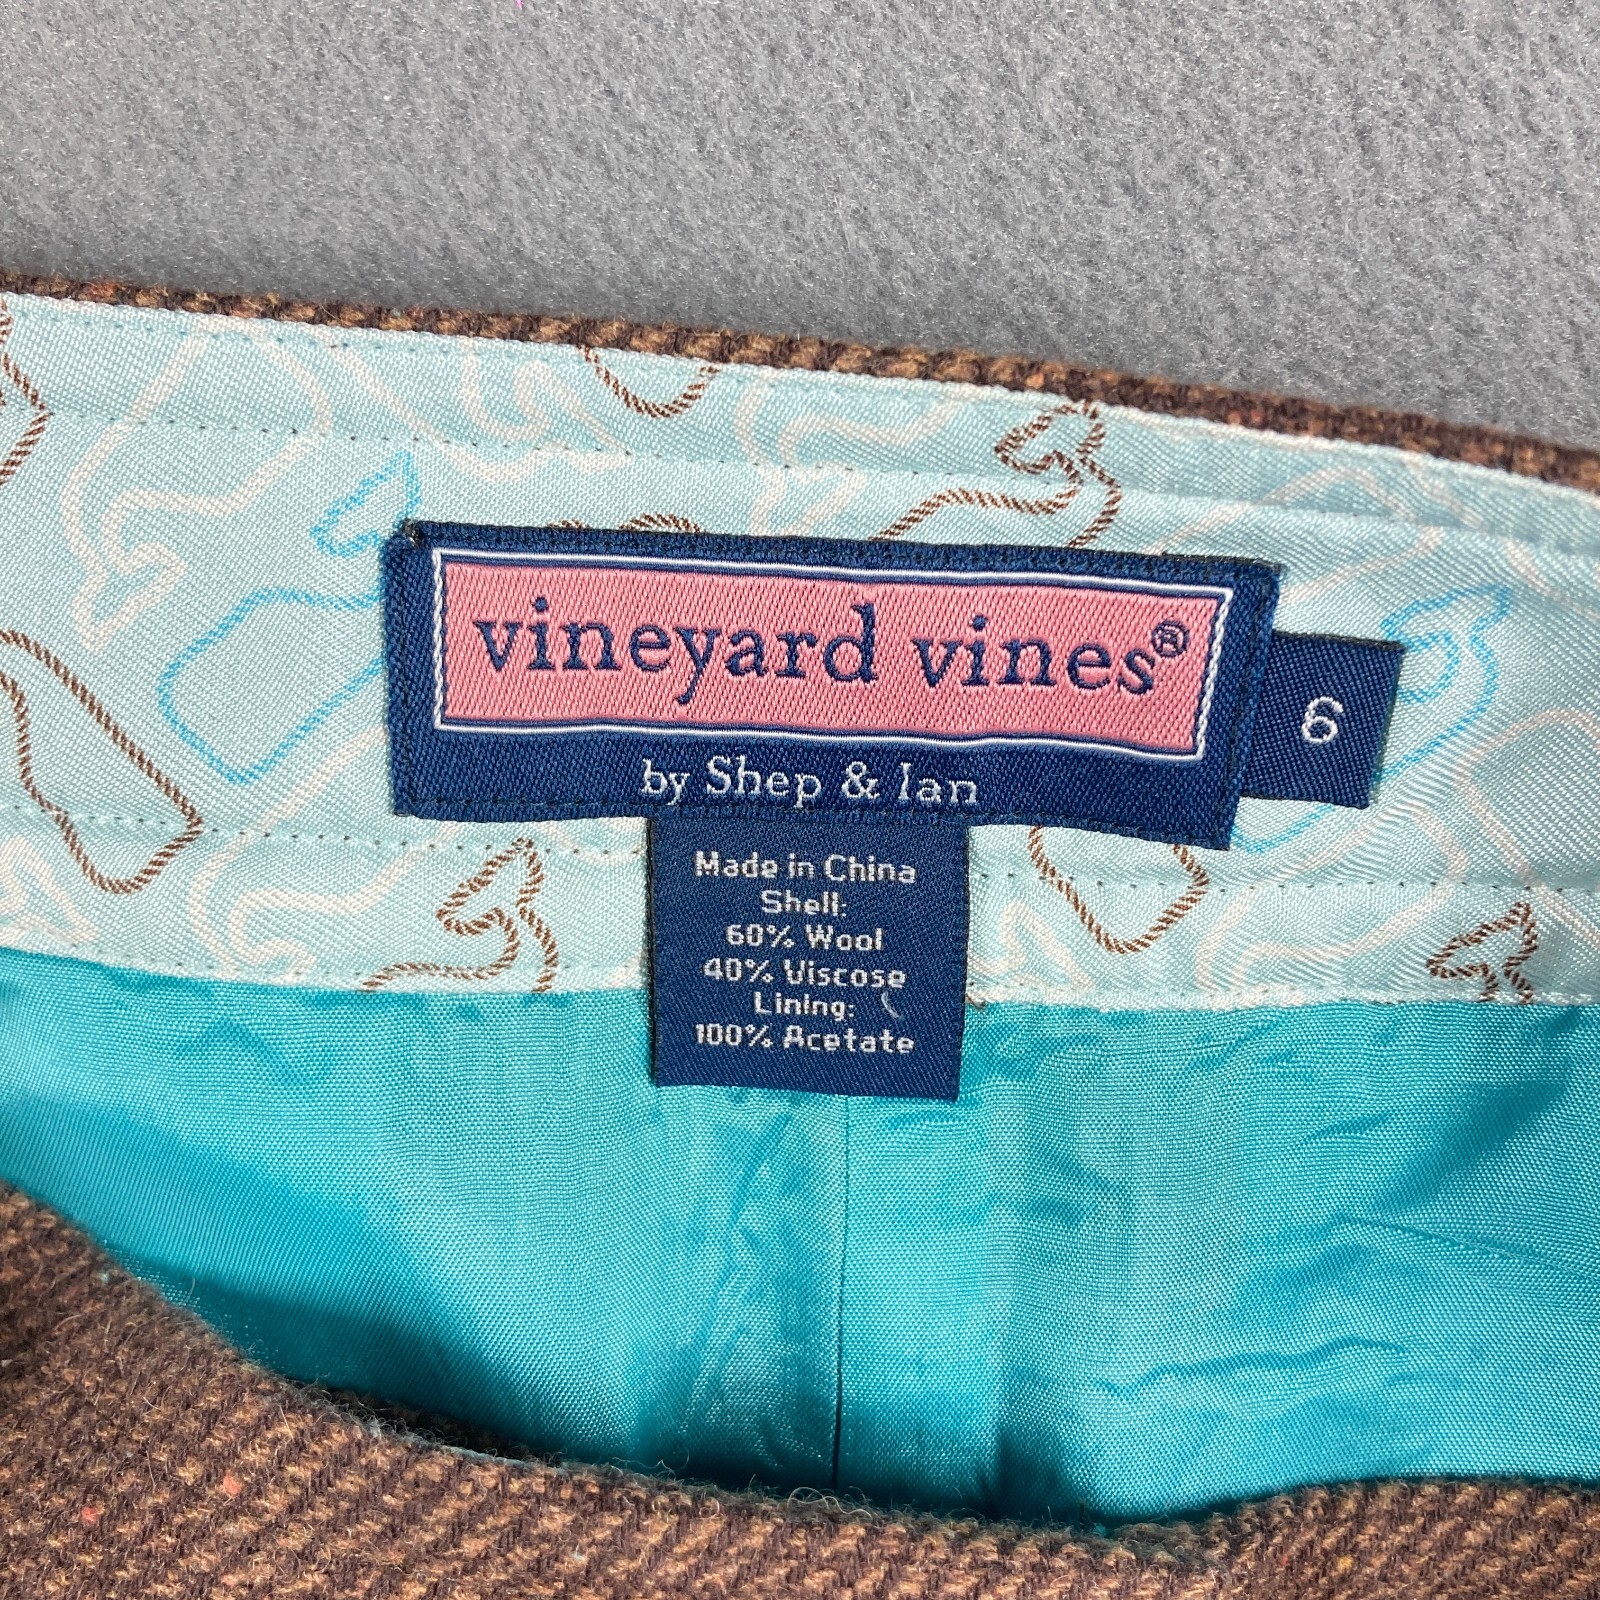 vineyard vines®
by Shep & Ian
6
Made in China
Shell:
60% Wool
40% Viscose
Lining:
100% Acetate